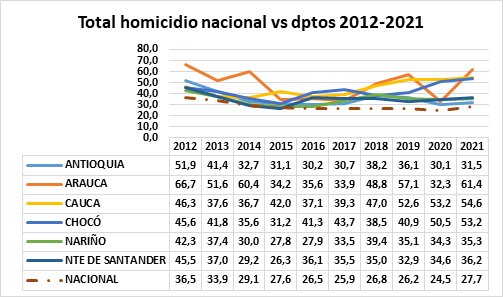 Total homicidio nacional vs dptos 2012-2021
80,0
70,0
60,0
50,0
40,0
30,0
20,0
10,0
0,0
2012 2013 2014 2015 2016 2017 2018 2019 2020 2021
ANTIOQUIA 51,9 41,4 32,7 31,1 30,2 30,7 38,2 36,1 30,1 31,5
ARAUCA 66,7 51,6 60,4 34,2 35,6 33,9 48,8 57,1 32,3 61,4
CAUCA 46,3 37,6 36,7 42,0 37,1 39,3 47,0 52,6 53,2 54,6
CHOCÓ 45,6 41,8 35,6 31,2 41,3 43,7 38,5 40,9 50,5 53,2
NARIÑO 42,3 37,4 30,0 27,8 27,9 33,5 39,4 35,1 34,3 35,3
NTE DE SANTANDER 45,5 37,0 29,2 26,3 36,1 35,5 35,0 32,9 34,6 36,2
NACIONAL 36,5 33,9 29,1 27,6 26,5 25,9 26,8 26,2 24,5 27,7